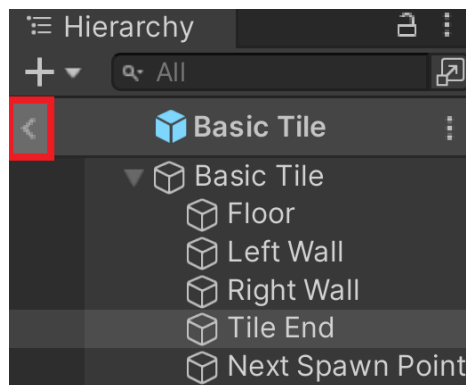 Hierarchy
All
Basic Tile
Basic Tile
Floor
Left Wall
Right Wall
Tile End
Next Spawn Point